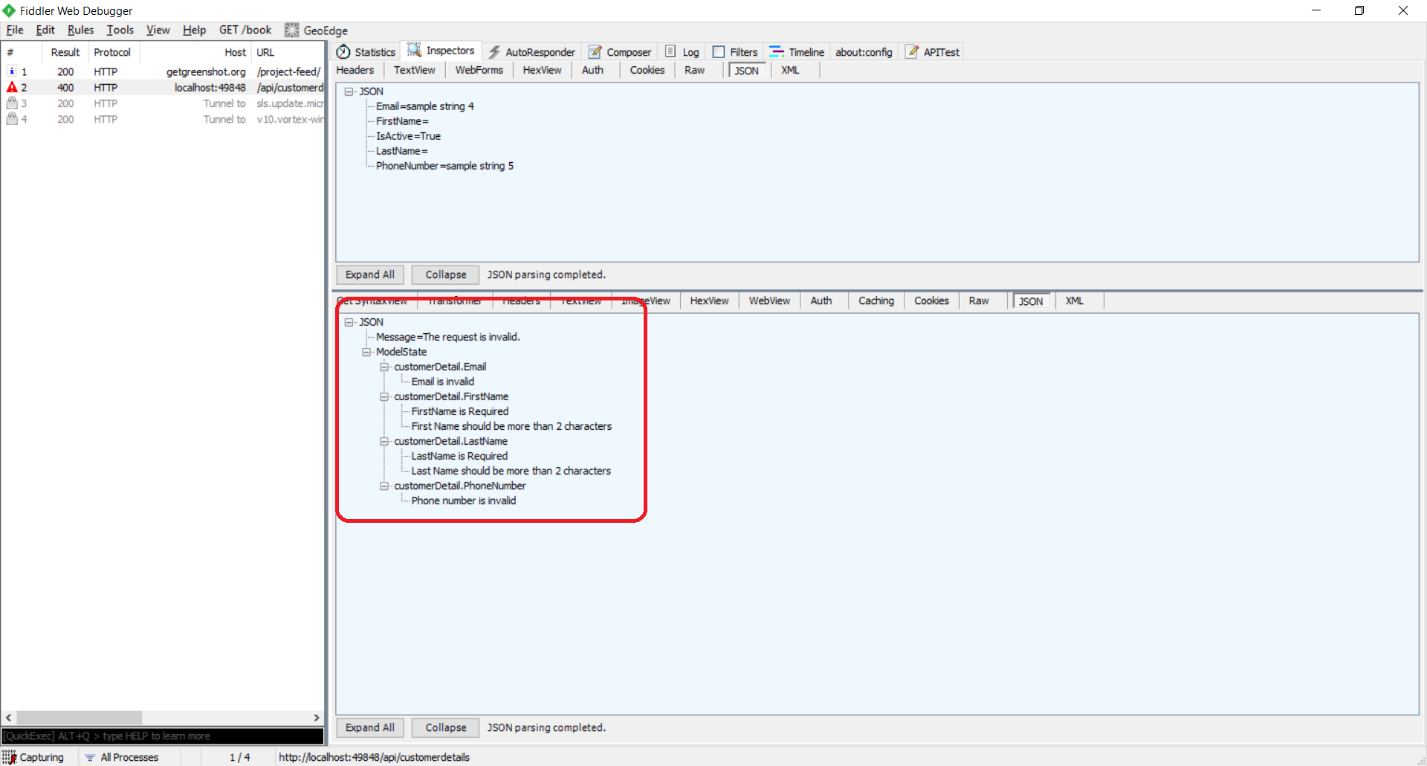 Fiddler Web Debugger
File Edit Rules Tools View Help GET /book GeoEdge
# Result Protocol Host URL
1 200 HTTP getgreenshot.org /project-feed/
2 400 HTTP localhost:49848 /api/customerd
3 200 HTTP Tunnel to sls.update.micr
4 200 HTTP Tunnel to v10.vortex-win
Statistics Inspectors AutoResponder Composer Log Filters Timeline about:config APITest
Headers TextView WebForms HexView Auth Cookies Raw JSON XML
JSON
Email=sample string 4
FirstName=
IsActive=True
LastName=
PhoneNumber=sample string 5
Expand All Collapse JSON parsing completed.
Get SyntaxView Transformer Headers TextView ImageView HexView WebView Auth Caching Cookies Raw JSON XML
JSON
Message=The request is invalid.
ModelState
customerDetail.Email
Email is invalid
customerDetail.FirstName
FirstName is Required
First Name should be more than 2 characters
customerDetail.LastName
LastName is Required
Last Name should be more than 2 characters
customerDetail.PhoneNumber
Phone number is invalid
Expand All Collapse JSON parsing completed.
[QuickExec] ALT+Q > type HELP to learn more
Capturing All Processes 1 / 4 http://localhost:49848/api/customerdetails